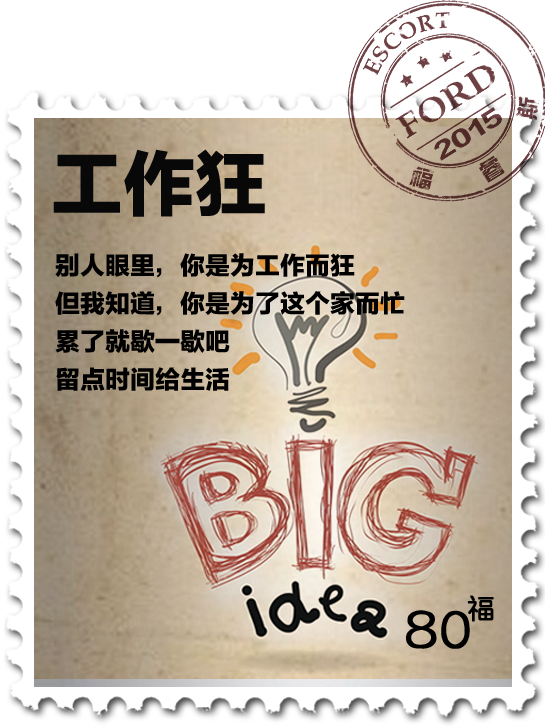 ESCORT
FORD
2015
福睿斯
工作狂
别人眼里，你是为工作而狂
但我知道，你是为了这个家而忙
累了就歇一歇吧
留点时间给生活
BIG
idea
80福